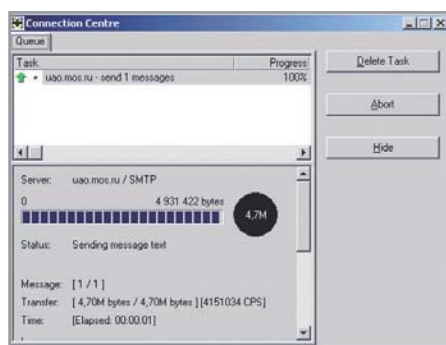 Connection Centre
Queue
Task Progress
uao.mos.ru - send 1 messages 100%
Delete Task
Abort
Hide
Server: uao.mos.ru / SMTP
0 4 931 422 bytes
4,7M
Status: Sending message text
Message: [1 / 1]
Transfer: [ 4,70M bytes / 4,70M bytes ] [4151034 CPS]
Time: [Elapsed: 00:00:01]